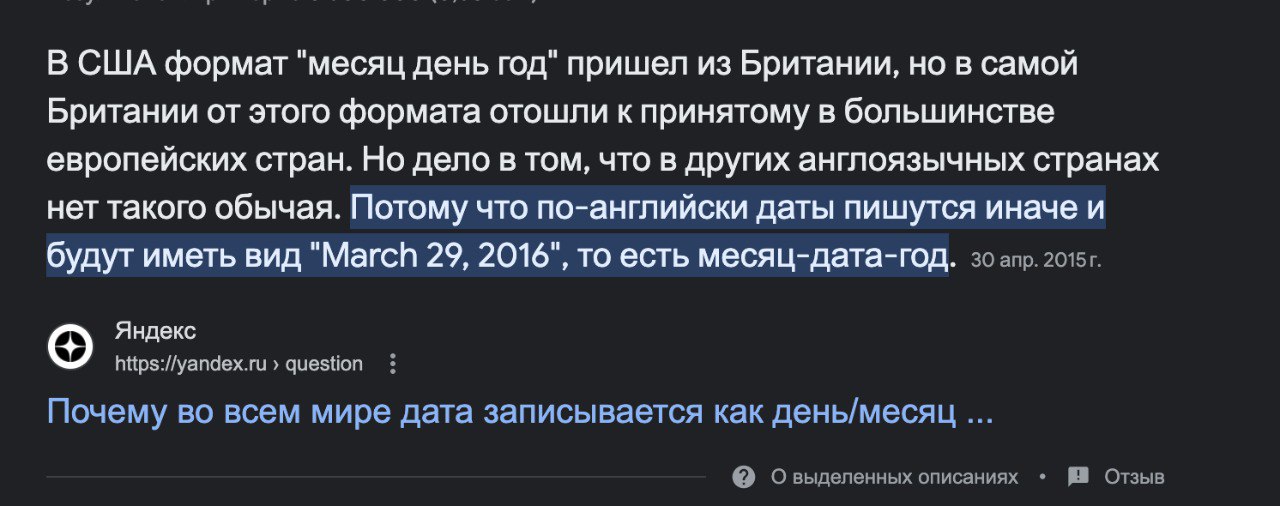 В США формат "месяц день год" пришел из Британии, но в самой
Британии от этого формата отошли к принятому в большинстве
европейских стран. Но дело в том, что в других англоязычных странах
нет такого обычая. Потому что по-английски даты пишутся иначе и
будут иметь вид "March 29, 2016", то есть месяц-дата-год. 30 апр. 2015 г.
Яндекс
https://yandex.ru › question
Почему во всем мире дата записывается как день/месяц ...
О выделенных описаниях • Отзыв